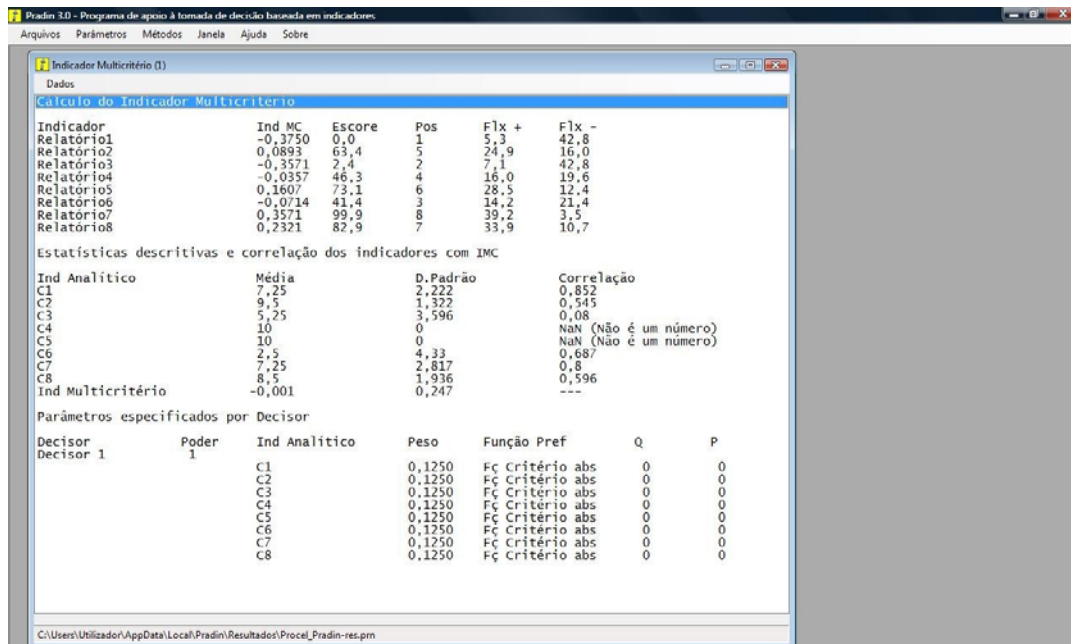 Pradin 3.0 - Programa de apoio à tomada de decisão baseada em indicadores
Arquivos Parâmetros Métodos Janela Ajuda Sobre
Indicador Multicritério (1)
Dados
Cálculo do Indicador Multicritério
Indicador Ind MC Escore Pos Flx + Flx -
Relatório1 -0,3750 0,0 1 5,3 42,8
Relatório2 0,0893 63,4 5 24,9 16,0
Relatório3 -0,3571 2,4 2 7,1 42,8
Relatório4 -0,0357 46,3 4 16,0 19,6
Relatório5 0,1607 73,1 6 28,5 12,4
Relatório6 -0,0714 41,4 3 14,2 21,4
Relatório7 0,3571 99,9 8 39,2 3,5
Relatório8 0,2321 82,9 7 33,9 10,7
Estatísticas descritivas e correlação dos indicadores com IMC
Ind Analítico Média D.Padrão Correlação
C1 7,25 2,222 0,852
C2 9,5 1,322 0,545
C3 5,25 3,596 0,08
C4 10 0 NaN (Não é um número)
C5 10 0 NaN (Não é um número)
C6 2,5 4,33 0,687
C7 7,25 2,817 0,8
C8 8,5 1,936 0,596
Ind Multicritério -0,001 0,247 ---
Parâmetros especificados por Decisor
Decisor Poder Ind Analítico Peso Função Pref Q P
Decisor 1 1
C1 0,1250 Fç Critério abs 0 0
C2 0,1250 Fç Critério abs 0 0
C3 0,1250 Fç Critério abs 0 0
C4 0,1250 Fç Critério abs 0 0
C5 0,1250 Fç Critério abs 0 0
C6 0,1250 Fç Critério abs 0 0
C7 0,1250 Fç Critério abs 0 0
C8 0,1250 Fç Critério abs 0 0
C:\Users\Utilizador\AppData\Local\Pradin\Resultados\Procel_Pradin-res.prn